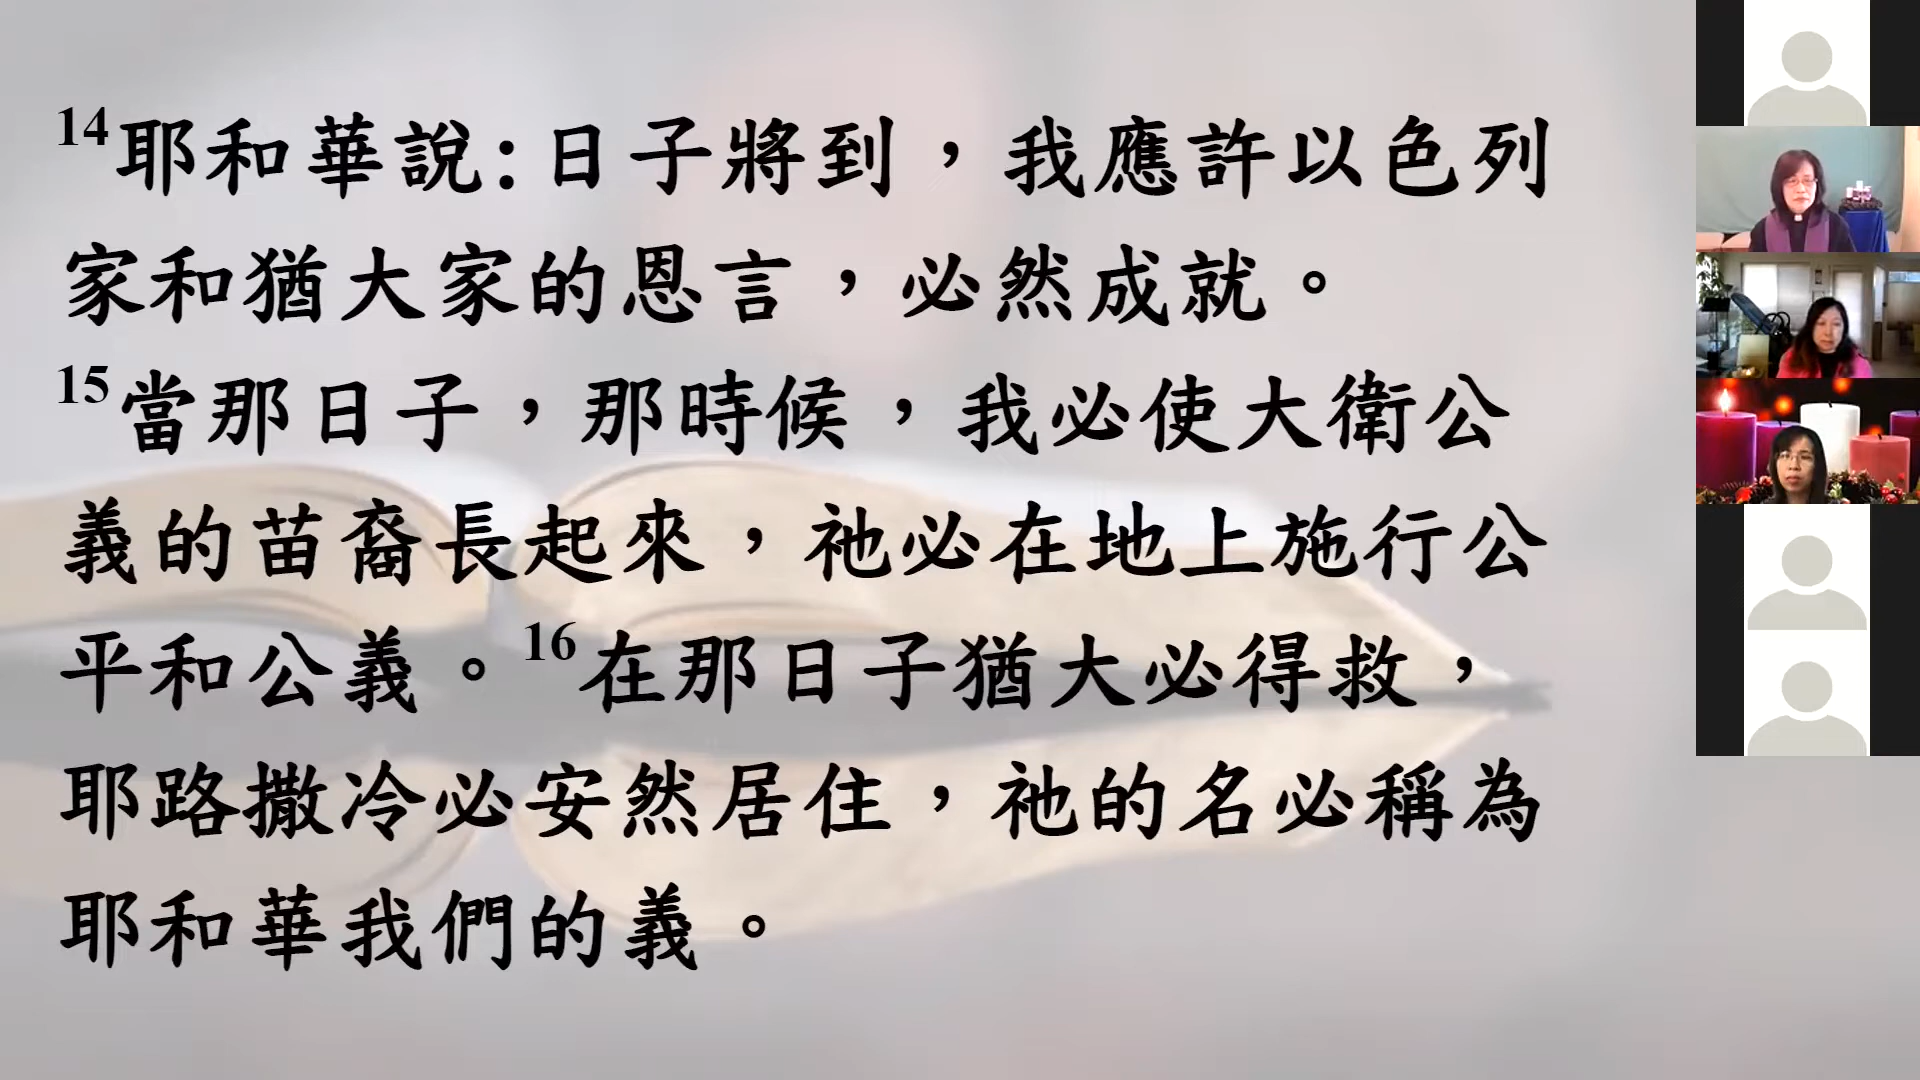 14耶和華說:日子將到，我應許以色列
家和猶大家的恩言，必然成就。
15當那日子，那時候，我必使大衛公
義的苗裔長起來，祂必在地上施行公
平和公義。16在那日子猶大必得救，
耶路撒冷必安然居住，祂的名必稱為
耶和華我們的義。